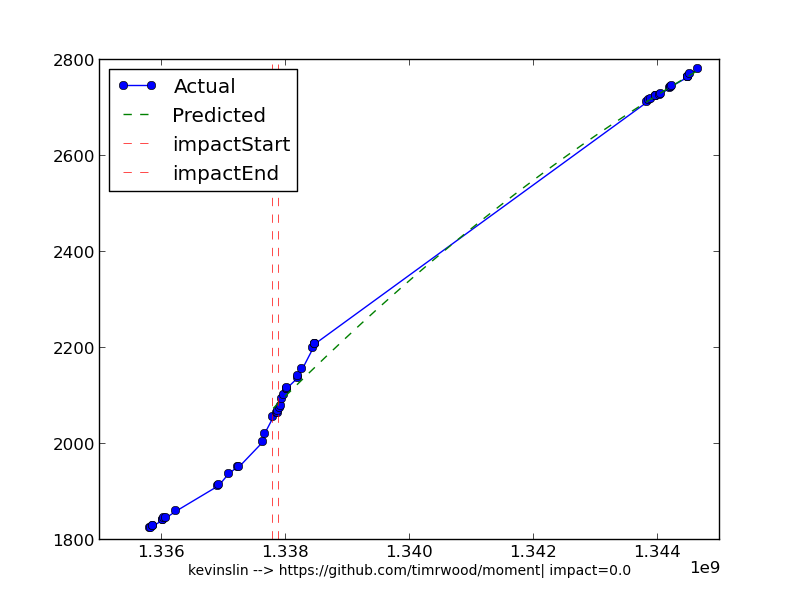 2800
2600
2400
2200
2000
1800
Actual
Predicted
impactStart
impactEnd
1.336 1.338 1.340 1.342 1.344
1e9
kevinslin --> https://github.com/timrwood/moment| impact=0.0